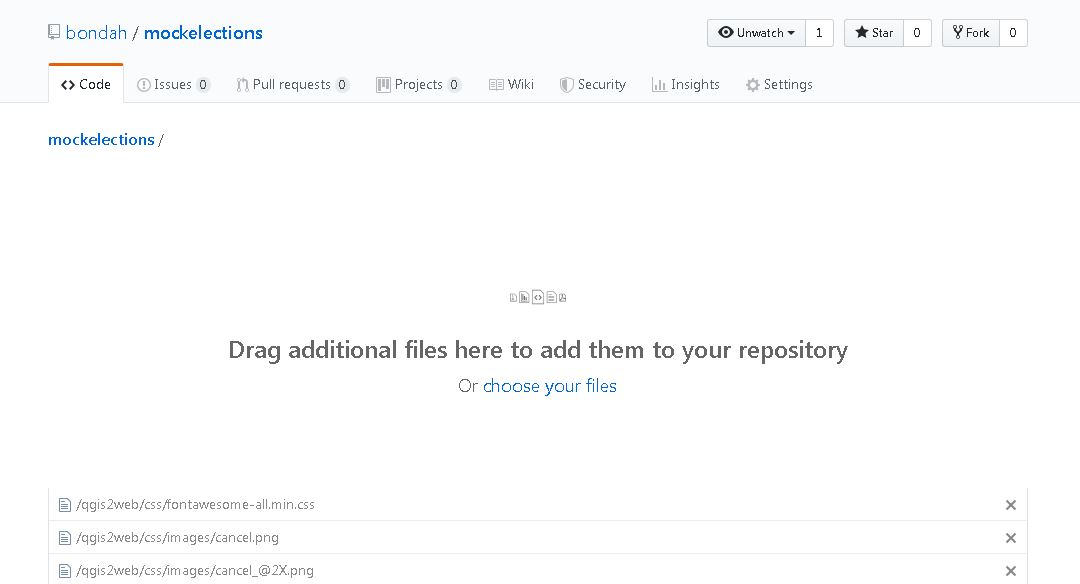 bondah / mockelections
Unwatch 1 Star 0 Fork 0
Code Issues 0 Pull requests 0 Projects 0 Wiki Security Insights Settings
mockelections /
Drag additional files here to add them to your repository
Or choose your files
/qgis2web/css/fontawesome-all.min.css
/qgis2web/css/images/cancel.png
/qgis2web/css/images/cancel_@2X.png